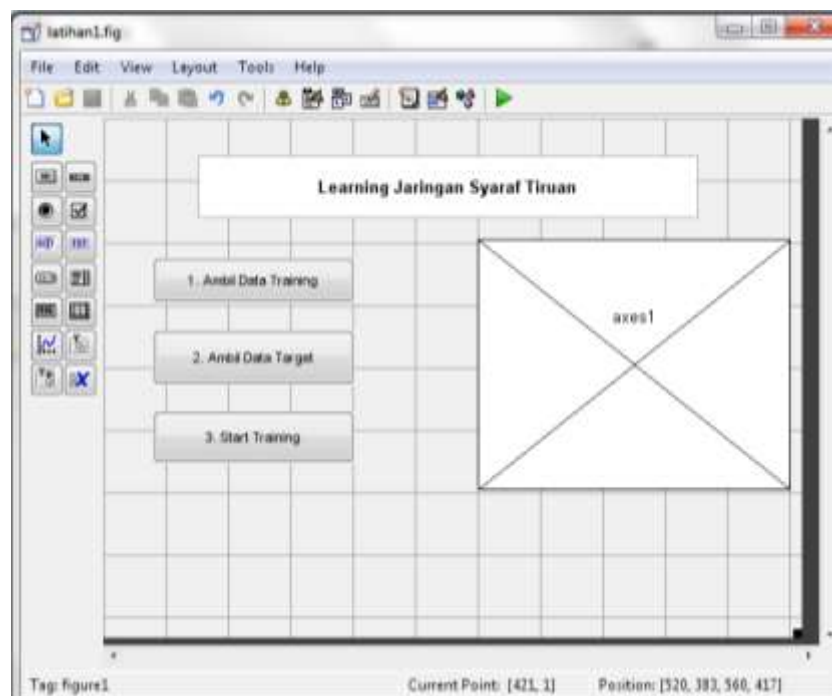 latihan1.fig
File Edit View Layout Tools Help
Learning Jaringan Syaraf Tiruan
1. Ambil Data Training
axes1
2. Ambil Data Target
3. Start Training
Tag: figure1
Current Point: [421, 1]
Position: [520, 383, 560, 417]